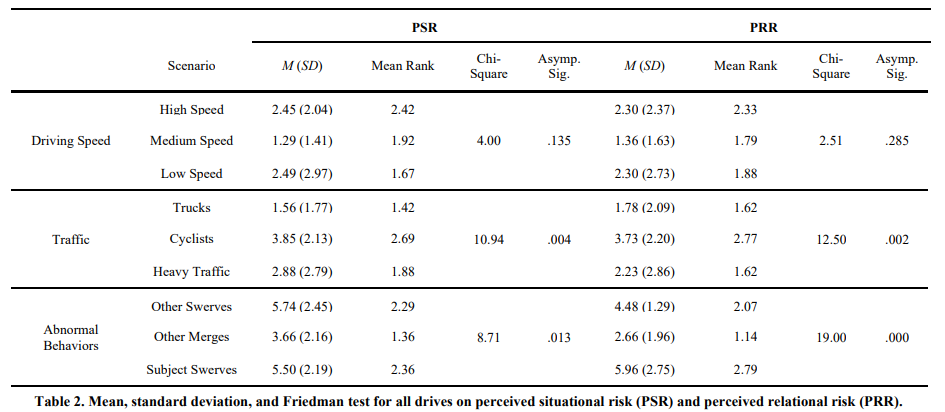 PSR PRR
Scenario M (SD) Mean Rank Chi-Square Asymp. Sig. M (SD) Mean Rank Chi-Square Asymp. Sig.
High Speed 2.45 (2.04) 2.42 2.30 (2.37) 2.33
Driving Speed Medium Speed 1.29 (1.41) 1.92 4.00 .135 1.36 (1.63) 1.79 2.51 .285
Low Speed 2.49 (2.97) 1.67 2.30 (2.73) 1.88
Trucks 1.56 (1.77) 1.42 1.78 (2.09) 1.62
Traffic Cyclists 3.85 (2.13) 2.69 10.94 .004 3.73 (2.20) 2.77 12.50 .002
Heavy Traffic 2.88 (2.79) 1.88 2.23 (2.86) 1.62
Other Swerves 5.74 (2.45) 2.29 4.48 (1.29) 2.07
Abnormal Behaviors Other Merges 3.66 (2.16) 1.36 8.71 .013 2.66 (1.96) 1.14 19.00 .000
Subject Swerves 5.50 (2.19) 2.36 5.96 (2.75) 2.79
Table 2. Mean, standard deviation, and Friedman test for all drives on perceived situational risk (PSR) and perceived relational risk (PRR).